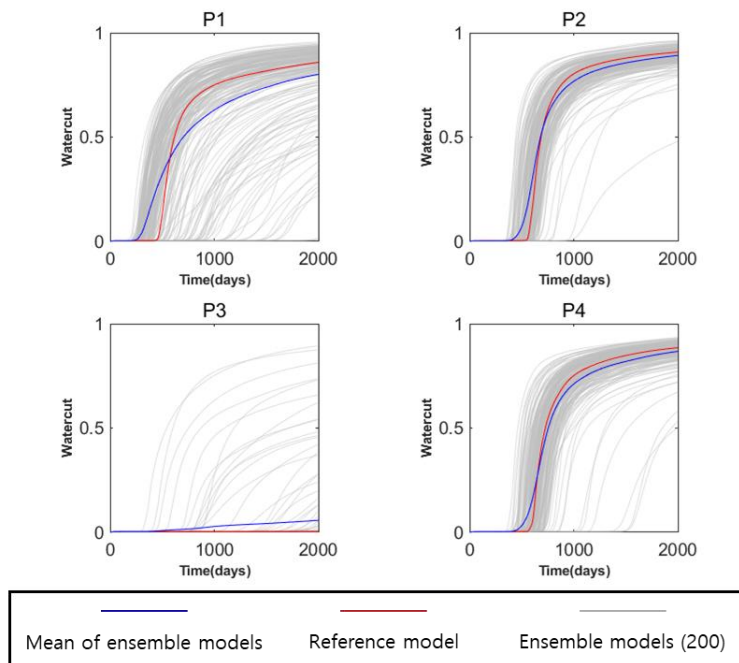 P1
1
0.5
0
Watercut
0
1000
2000
Time(days)
P2
1
0.5
0
Watercut
0
1000
2000
Time(days)
P3
1
0.5
0
Watercut
0
1000
2000
Time(days)
P4
1
0.5
0
Watercut
0
1000
2000
Time(days)
Mean of ensemble models
Reference model
Ensemble models (200)